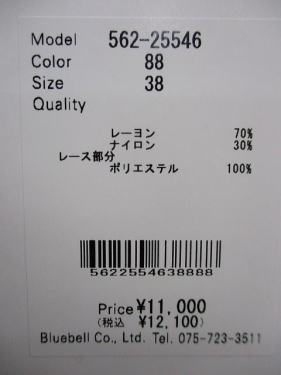 Model 562-25546
Color 88
Size 38
Quality
レーヨン 70%
ナイロン 30%
レース部分
ポリエステル 100%
5622554638888
Price ¥11,000
(税込 ¥12,100)
Bluebell Co., Ltd. Tel. 075-723-3511